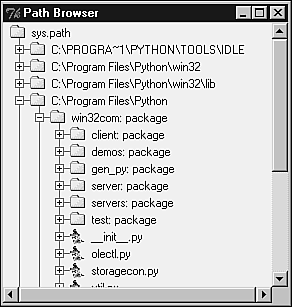 Path Browser
sys.path
C:\PROGRA~1\PYTHON\TOOLS\IDLE
C:\Program Files\Python\win32
C:\Program Files\Python\win32\lib
C:\Program Files\Python
win32com: package
client: package
demos: package
gen_py: package
server: package
servers: package
test: package
__init__.py
olectl.py
storagecon.py
util.py